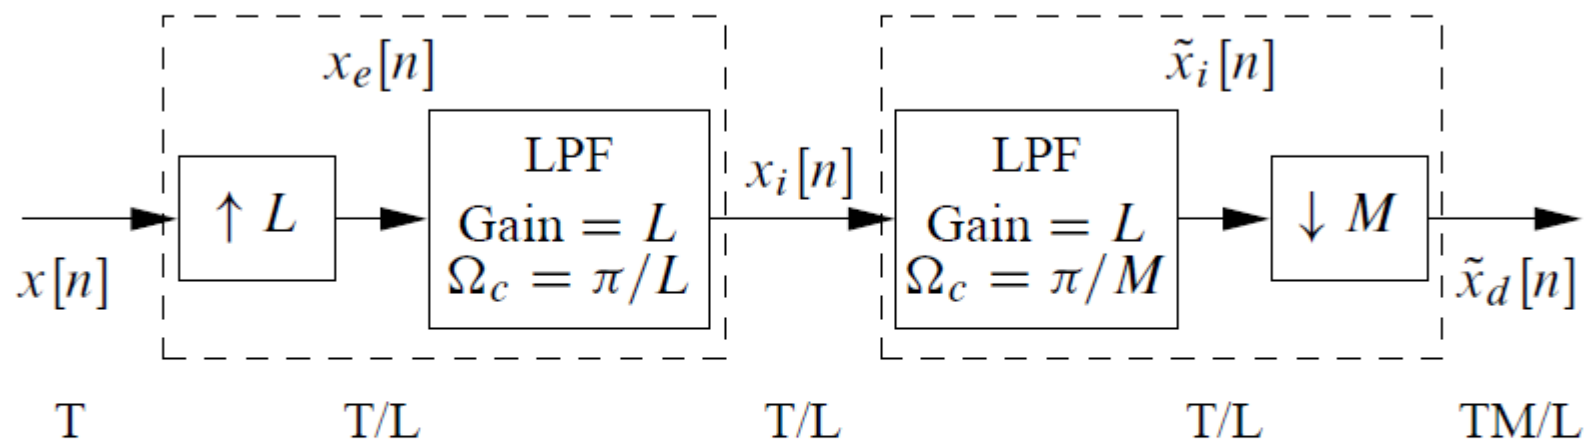 x_e[n]
x̃_i[n]
↑ L
LPF
Gain = L
Ω_c = π/L
x_i[n]
LPF
Gain = L
Ω_c = π/M
↓ M
x[n]
x̃_d[n]
T
T/L
T/L
T/L
TM/L